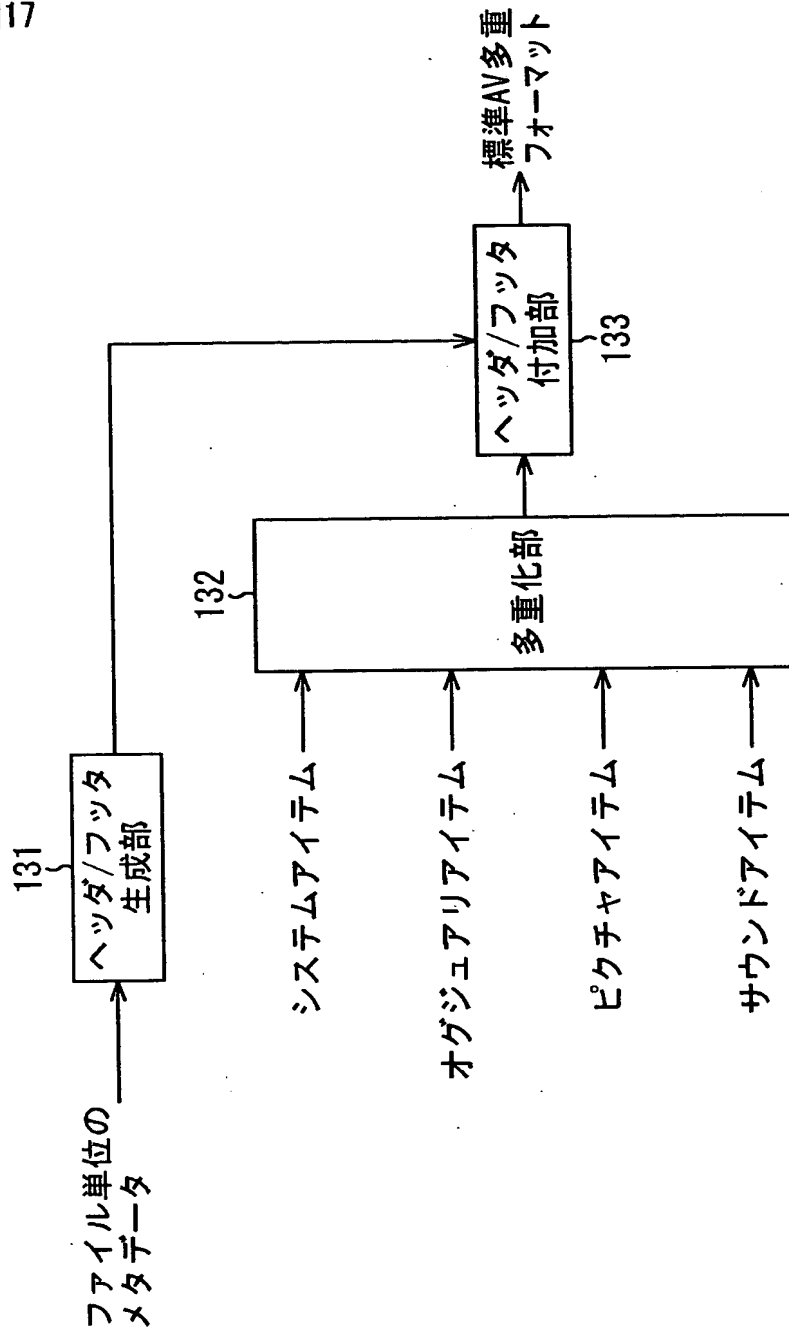 17
ファイル単位の
メタデータ
131
ヘッダ/フッタ
生成部
システムアイテム
オグジュアリアイテム
ピクチャアイテム
サウンドアイテム
132
多重化部
ヘッダ/フッタ
付加部
133
標準AV多重
フォーマット